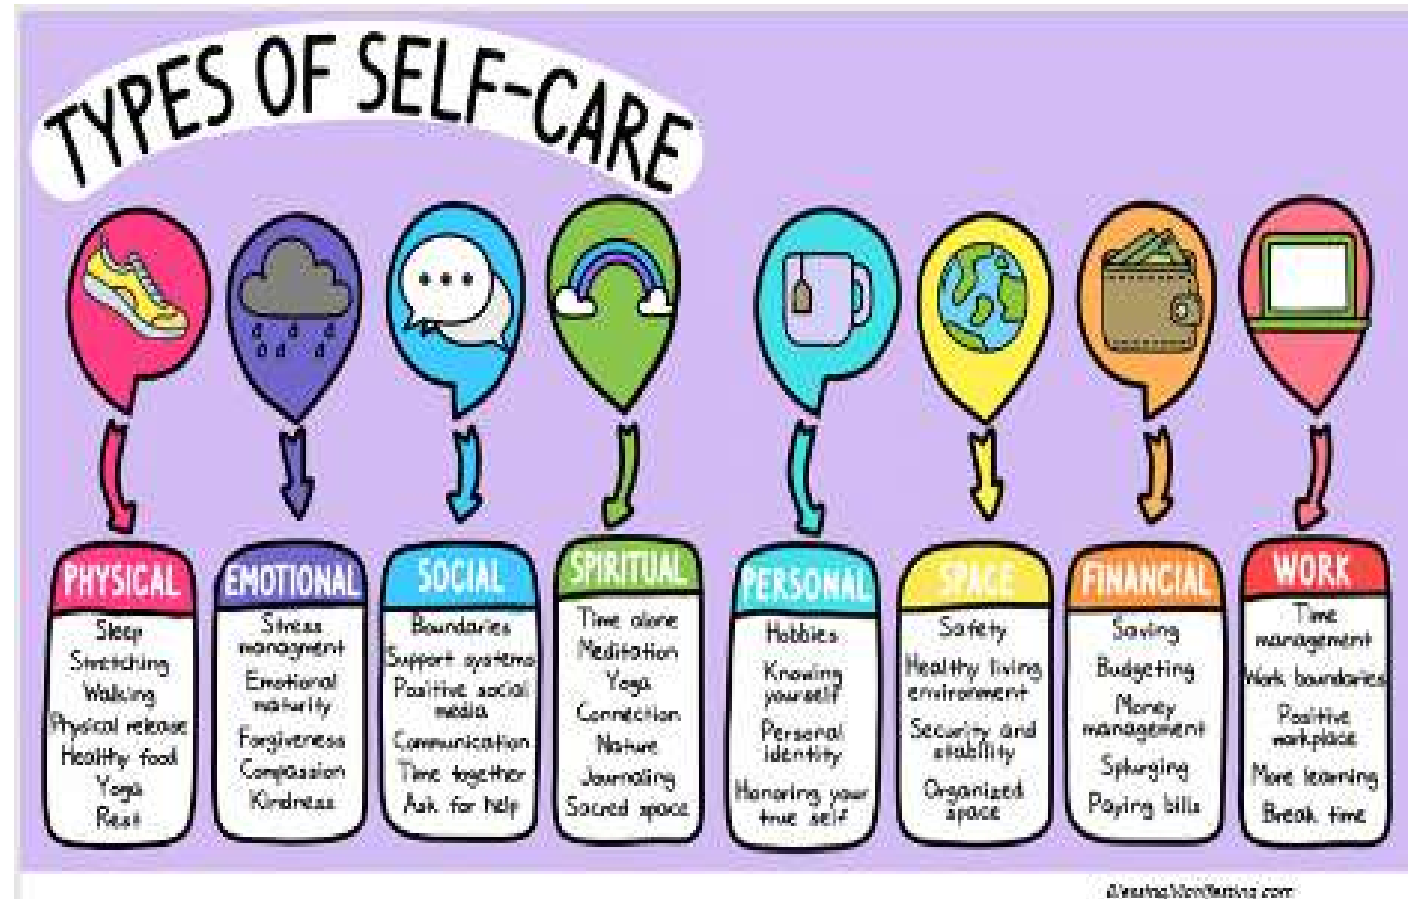 TYPES OF SELF-CARE
PHYSICAL
Sleep
Stretching
Walking
Physical release
Healthy food
Yoga
Rest
EMOTIONAL
Stress
managment
Emotional
maturity
Forgiveness
Compassion
Kindness
SOCIAL
Boundaries
Support systems
Positive social
media
Communication
Time together
Ask for help
SPIRITUAL
Time alone
Meditation
Yoga
Connection
Nature
Journaling
Sacred space
PERSONAL
Hobbies
Knowing
yourself
Personal
identity
Honoring your
true self
SPACE
Safety
Healthy living
environment
Security and
stability
Organized
space
FINANCIAL
Saving
Budgeting
Money
management
Splurging
Paying bills
WORK
Time
management
Work boundaries
Positive
workplace
More learning
Break time